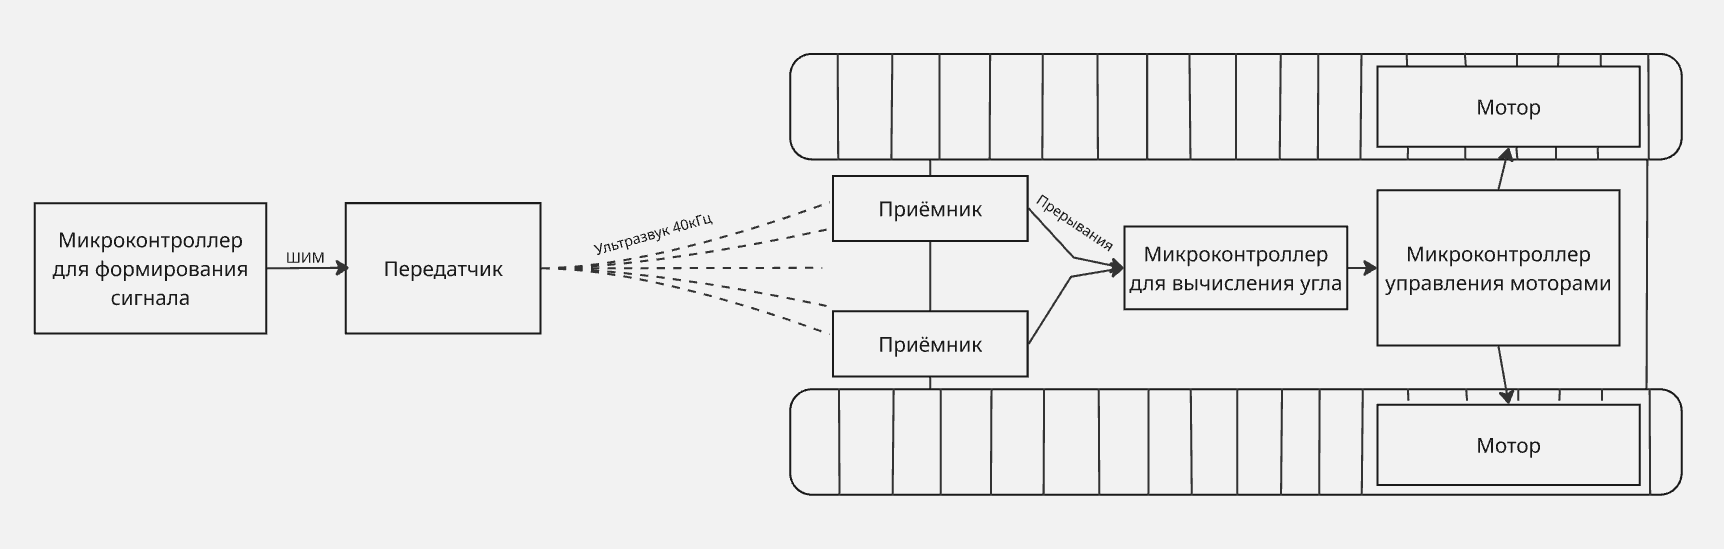 Мотор
Микроконтроллер
для формирования
сигнала
ШИМ
Передатчик
Ультразвук 40кГц
Приёмник
Приёмник
Прерывания
Микроконтроллер
для вычисления угла
Микроконтроллер
управления моторами
Мотор